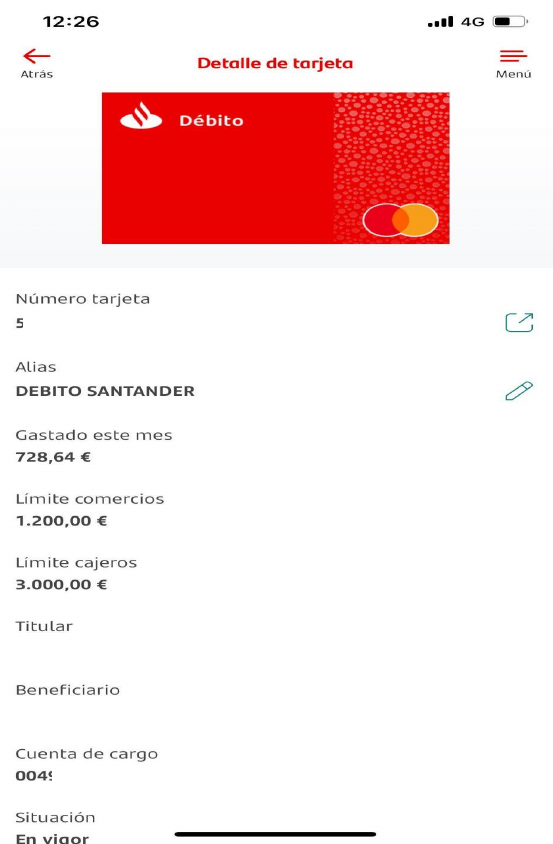 12:26
4G
Detalle de tarjeta
Atrás
Menú
Débito
Número tarjeta
5
Alias
DEBITO SANTANDER
Gastado este mes
728,64 €
Límite comercios
1.200,00 €
Límite cajeros
3.000,00 €
Titular
Beneficiario
Cuenta de cargo
0049
Situación
En vigor